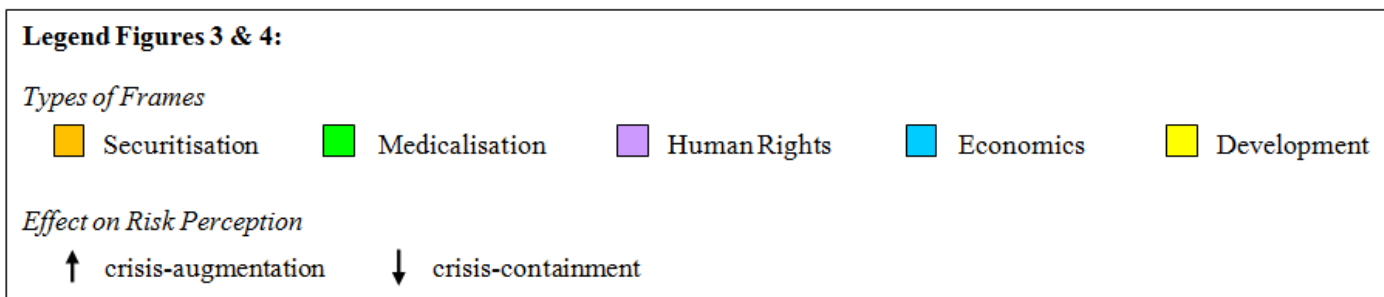 Legend Figures 3 & 4:
Types of Frames
Securitisation Medicalisation Human Rights Economics Development
Effect on Risk Perception
crisis-augmentation crisis-containment